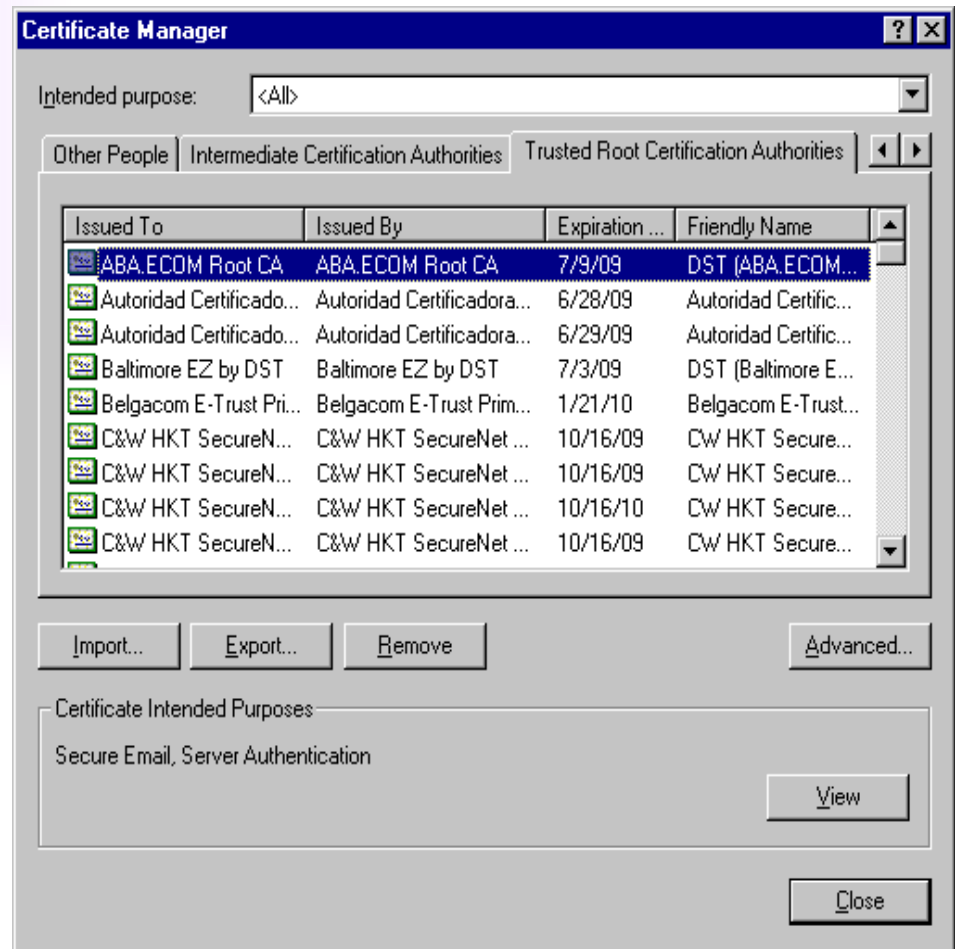 Certificate Manager
Intended purpose: <All>
Other People Intermediate Certification Authorities Trusted Root Certification Authorities
Issued To Issued By Expiration ... Friendly Name
ABA.ECOM Root CA ABA.ECOM Root CA 7/9/09 DST (ABA.ECOM...
Autoridad Certificado... Autoridad Certificadora... 6/28/09 Autoridad Certific...
Autoridad Certificado... Autoridad Certificadora... 6/29/09 Autoridad Certific...
Baltimore EZ by DST Baltimore EZ by DST 7/3/09 DST (Baltimore E...
Belgacom E-Trust Pri... Belgacom E-Trust Prim... 1/21/10 Belgacom E-Trust...
C&W HKT SecureN... C&W HKT SecureNet ... 10/16/09 CW HKT Secure...
C&W HKT SecureN... C&W HKT SecureNet ... 10/16/09 CW HKT Secure...
C&W HKT SecureN... C&W HKT SecureNet ... 10/16/10 CW HKT Secure...
C&W HKT SecureN... C&W HKT SecureNet ... 10/16/09 CW HKT Secure...
Import... Export... Remove Advanced...
Certificate Intended Purposes
Secure Email, Server Authentication
View
Close